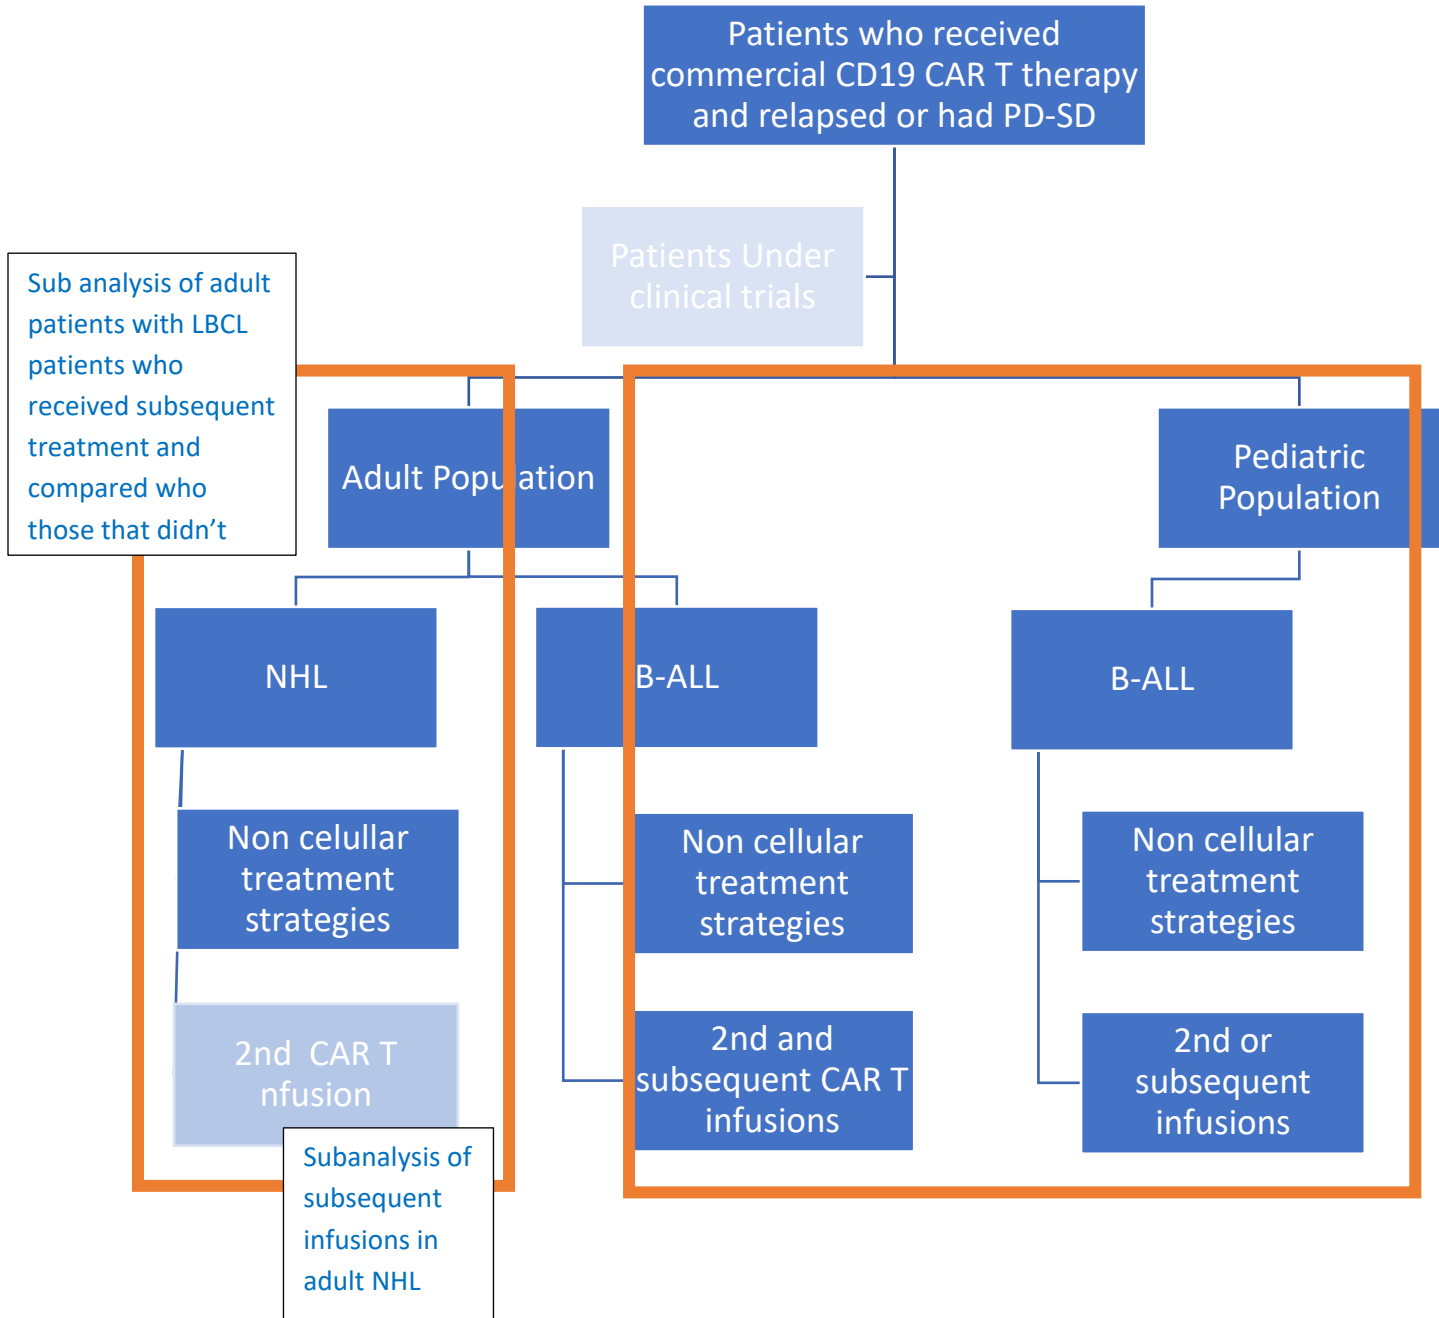 Patients who received
commercial CD19 CAR T therapy
and relapsed or had PD-SD
Patients Under
clinical trials
Sub analysis of adult
patients with LBCL
patients who
received subsequent
treatment and
compared who
those that didn’t
Adult Population
Pediatric
Population
NHL
B-ALL
B-ALL
Non celullar
treatment
strategies
Non cellular
treatment
strategies
Non cellular
treatment
strategies
2nd CAR T
nfusion
2nd and
subsequent CAR T
infusions
2nd or
subsequent
infusions
Subanalysis of
subsequent
infusions in
adult NHL